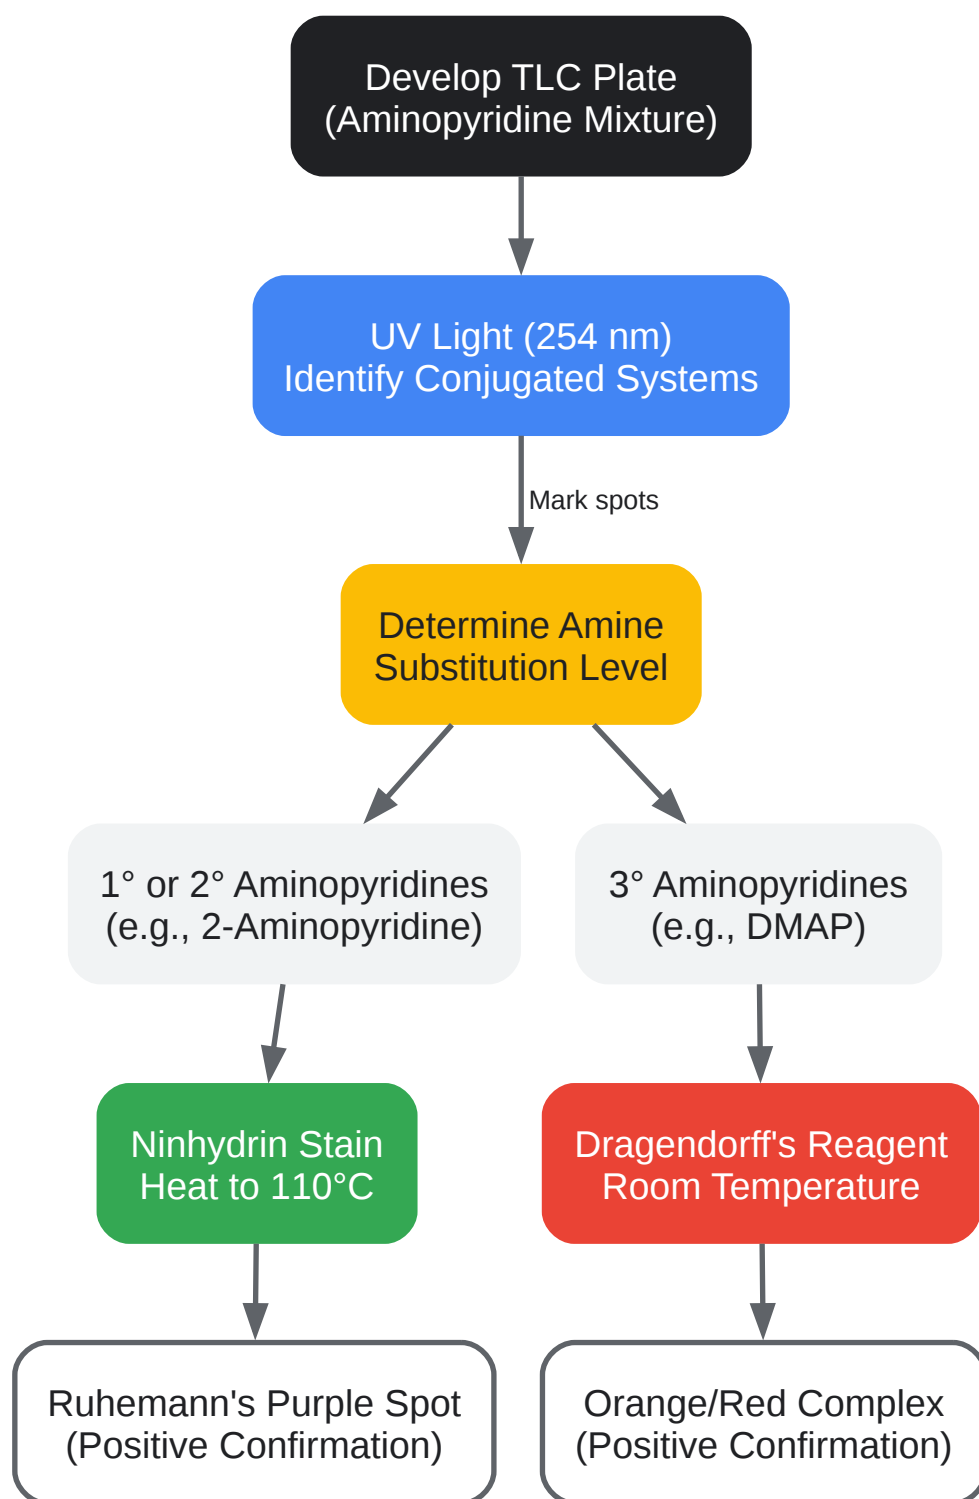 Develop TLC Plate
(Aminopyridine Mixture)
UV Light (254 nm)
Identify Conjugated Systems
Mark spots
Determine Amine
Substitution Level
1° or 2° Aminopyridines
(e.g., 2-Aminopyridine)
3° Aminopyridines
(e.g., DMAP)
Ninhydrin Stain
Heat to 110°C
Dragendorff's Reagent
Room Temperature
Ruhemann's Purple Spot
(Positive Confirmation)
Orange/Red Complex
(Positive Confirmation)